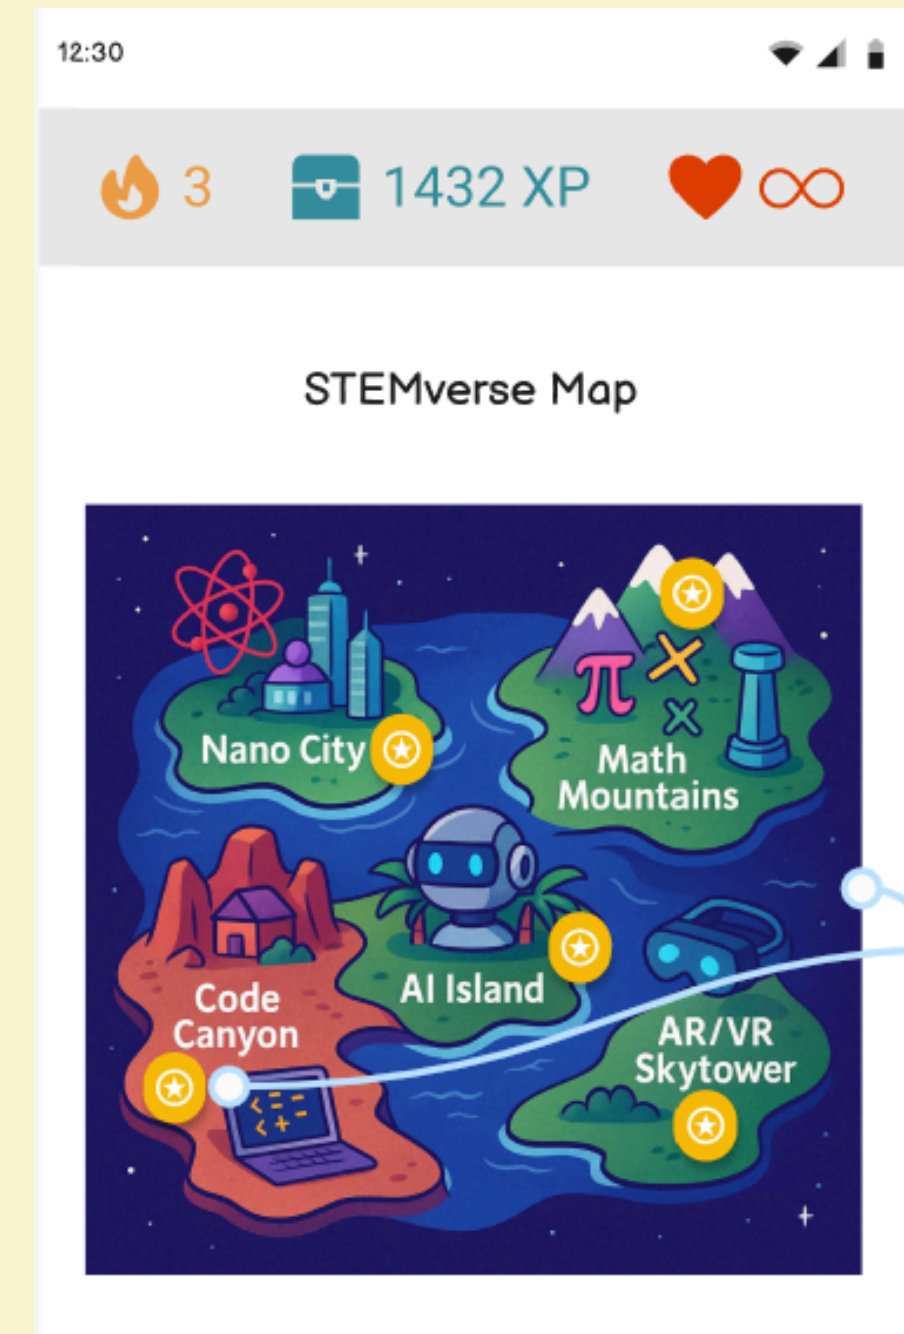 12:30
3
1432 XP
STEMverse Map
Nano City
Math
Mountains
AI Island
Code
Canyon
AR/VR
Skytower